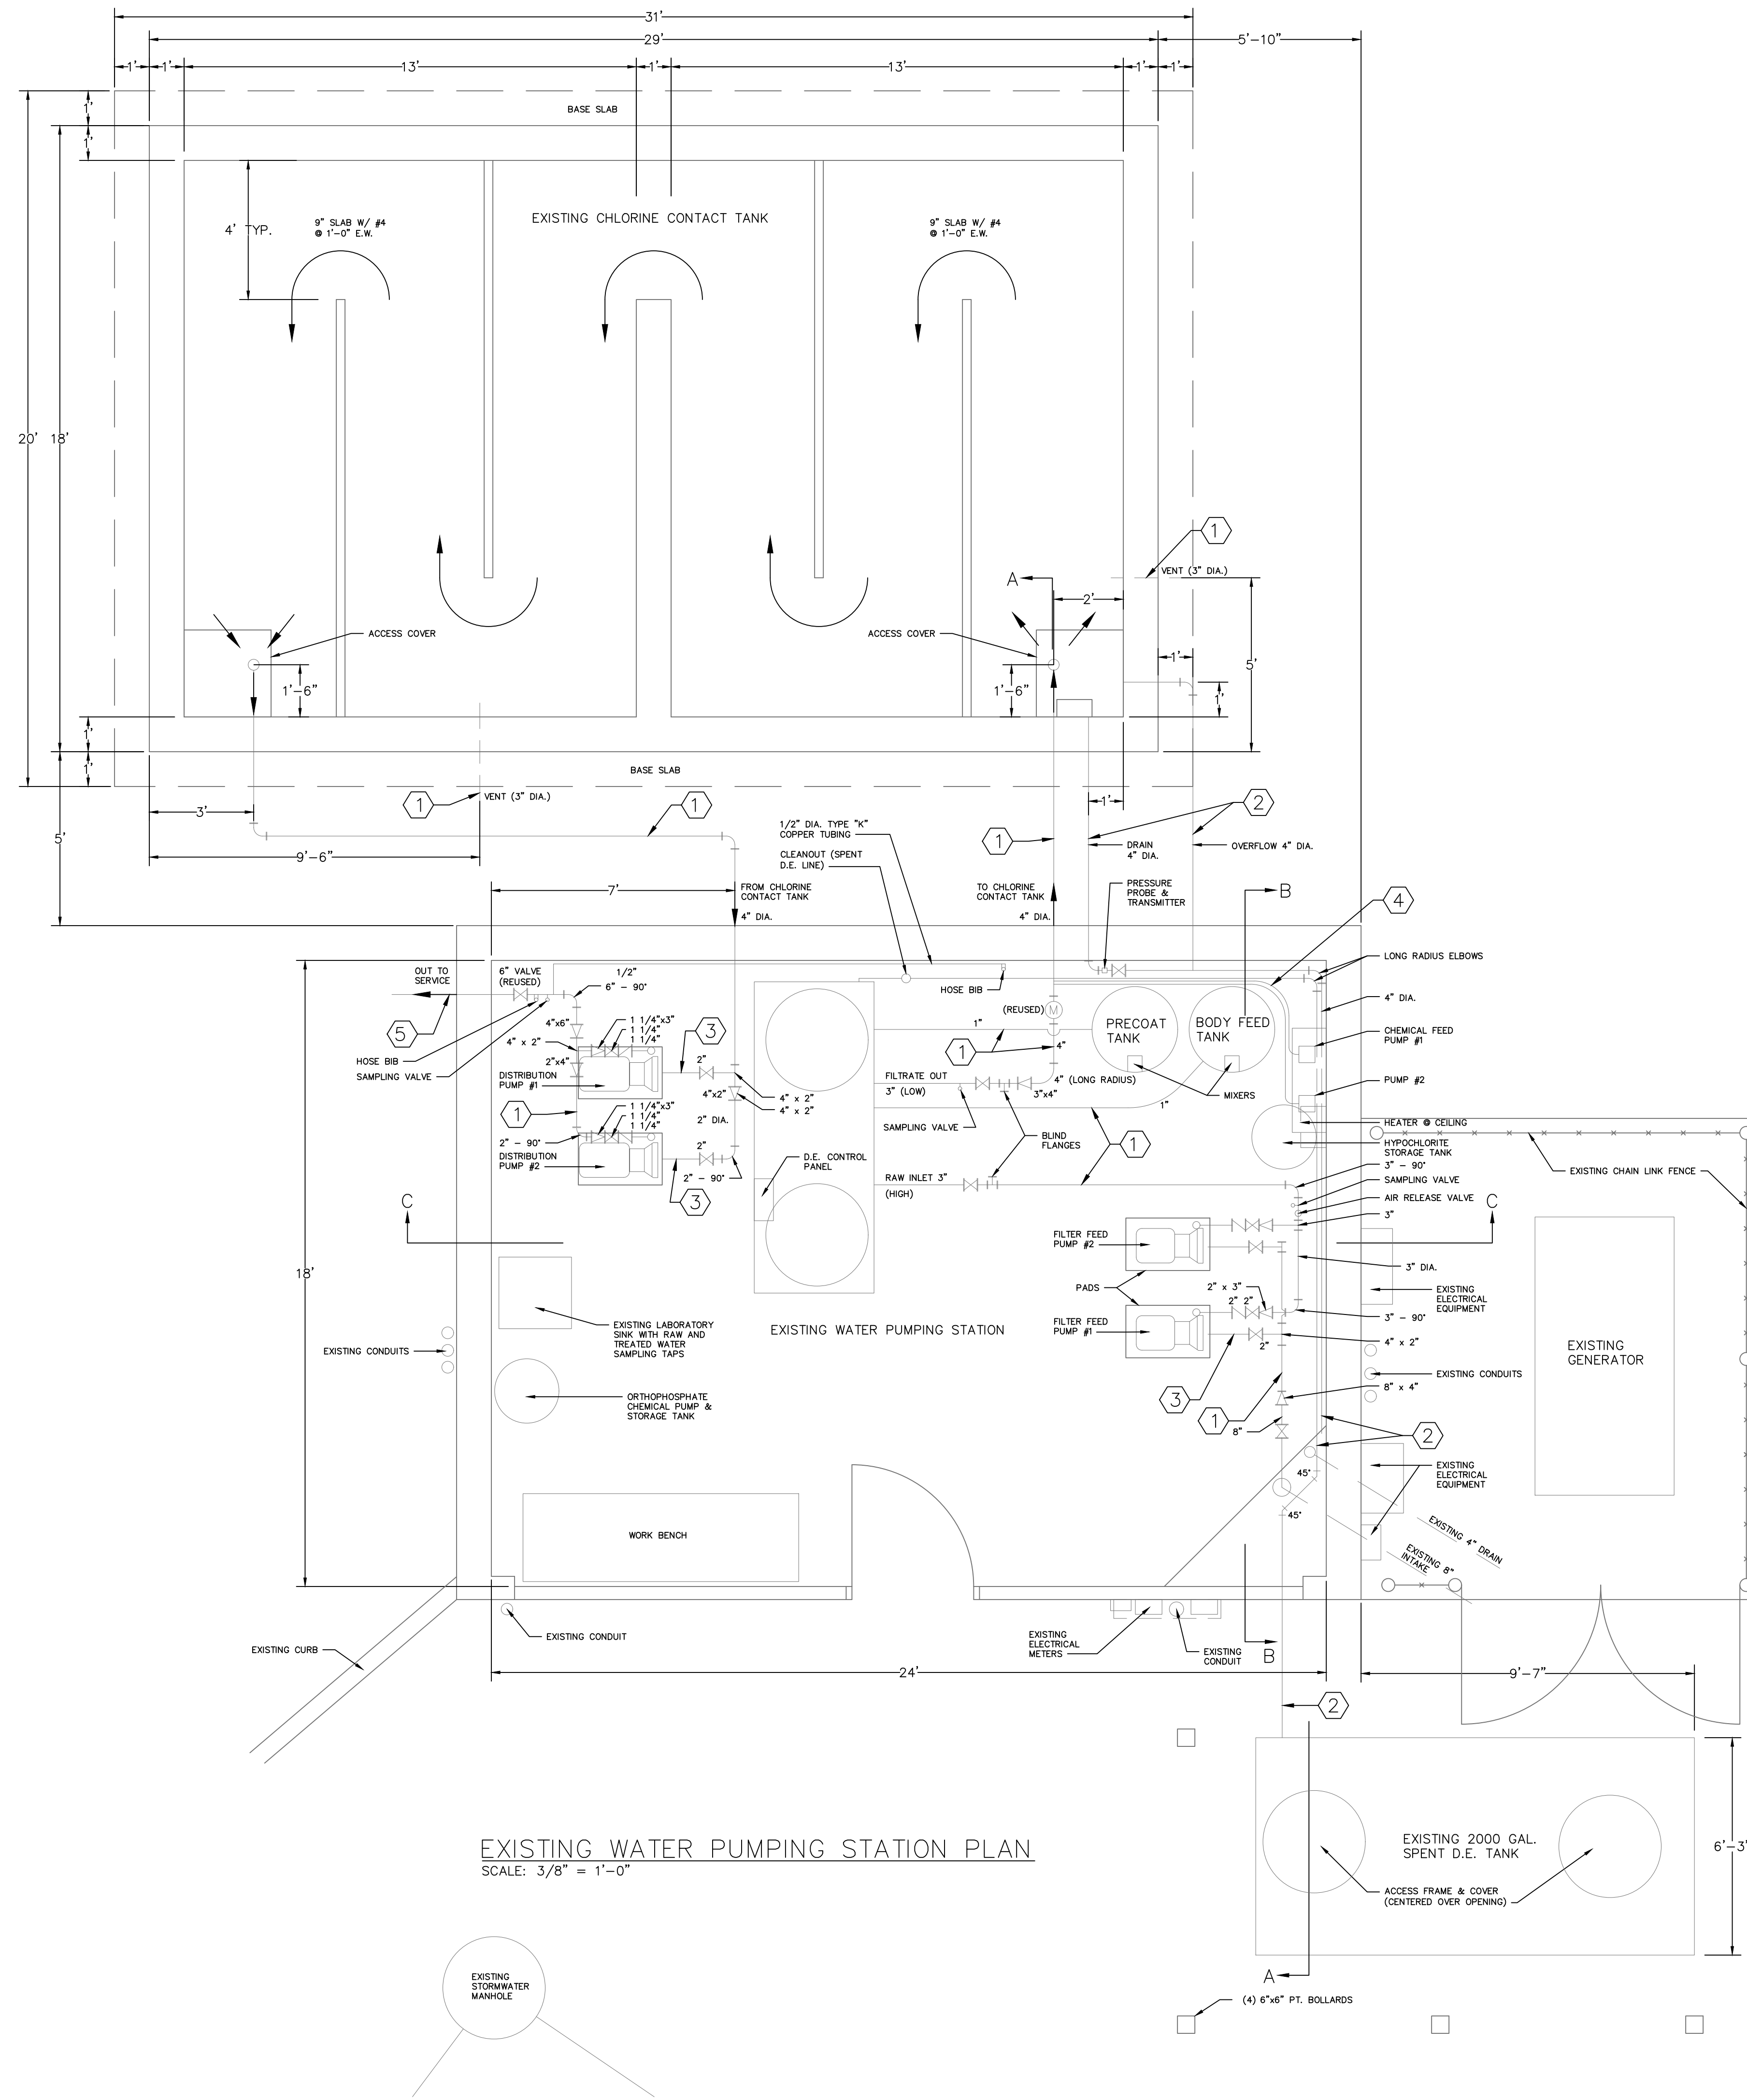 31'
29'
5'-10"
1'
1'
13'
1'
13'
1'
1'
1'
BASE SLAB
1'
4' TYP.
9" SLAB W/ #4
@ 1'-0" E.W.
EXISTING CHLORINE CONTACT TANK
9" SLAB W/ #4
@ 1'-0" E.W.
20'
18'
1
VENT (3" DIA.)
A
2'
ACCESS COVER
ACCESS COVER
1'
5'
1'-6"
1'-6"
1'
1'
1'
BASE SLAB
1
VENT (3" DIA.)
1
1'
2
3'
5'
9'-6"
1/2" DIA. TYPE "K"
COPPER TUBING
CLEANOUT (SPENT
D.E. LINE)
1
DRAIN
4" DIA.
OVERFLOW 4" DIA.
7'
FROM CHLORINE
CONTACT TANK
4" DIA.
TO CHLORINE
CONTACT TANK
4" DIA.
PRESSURE
PROBE &
TRANSMITTER
B
4
OUT TO
SERVICE
6" VALVE
(REUSED)
1/2"
6" - 90°
HOSE BIB
LONG RADIUS ELBOWS
4" DIA.
5
4"x6"
4" x 2"
1 1/4"x3"
1 1/4"
1 1/4"
3
(REUSED)
M
1"
PRECOAT
TANK
BODY FEED
TANK
CHEMICAL FEED
PUMP #1
HOSE BIB
SAMPLING VALVE
2"x4"
DISTRIBUTION
PUMP #1
2"
1
4"
FILTRATE OUT
3" (LOW)
4" (LONG RADIUS)
3"x4"
PUMP #2
MIXERS
1
4"x2"
4" x 2"
4" x 2"
1 1/4"x3"
1 1/4"
1 1/4"
2" DIA.
1"
SAMPLING VALVE
BLIND
FLANGES
1
HEATER @ CEILING
HYPOCHLORITE
STORAGE TANK
2" - 90°
DISTRIBUTION
PUMP #2
2"
2" - 90°
D.E. CONTROL
PANEL
3
RAW INLET 3"
(HIGH)
3" - 90°
SAMPLING VALVE
AIR RELEASE VALVE
3"
EXISTING CHAIN LINK FENCE
C
C
FILTER FEED
PUMP #2
3" DIA.
18'
PADS
2" x 3"
2" 2"
EXISTING
ELECTRICAL
EQUIPMENT
EXISTING LABORATORY
SINK WITH RAW AND
TREATED WATER
SAMPLING TAPS
EXISTING WATER PUMPING STATION
FILTER FEED
PUMP #1
2"
3" - 90°
4" x 2"
EXISTING CONDUITS
EXISTING
GENERATOR
EXISTING CONDUITS
ORTHOPHOSPHATE
CHEMICAL PUMP &
STORAGE TANK
3
8" x 4"
1
8"
2
45°
EXISTING
ELECTRICAL
EQUIPMENT
45°
WORK BENCH
EXISTING 4" DRAIN
EXISTING 8"
INTAKE
EXISTING CONDUIT
EXISTING CURB
EXISTING
ELECTRICAL
METERS
EXISTING
CONDUIT
B
24'
9'-7"
2
EXISTING WATER PUMPING STATION PLAN
SCALE: 3/8" = 1'-0"
EXISTING 2000 GAL.
SPENT D.E. TANK
6'-3"
ACCESS FRAME & COVER
(CENTERED OVER OPENING)
EXISTING
STORMWATER
MANHOLE
A
(4) 6"x6" PT. BOLLARDS